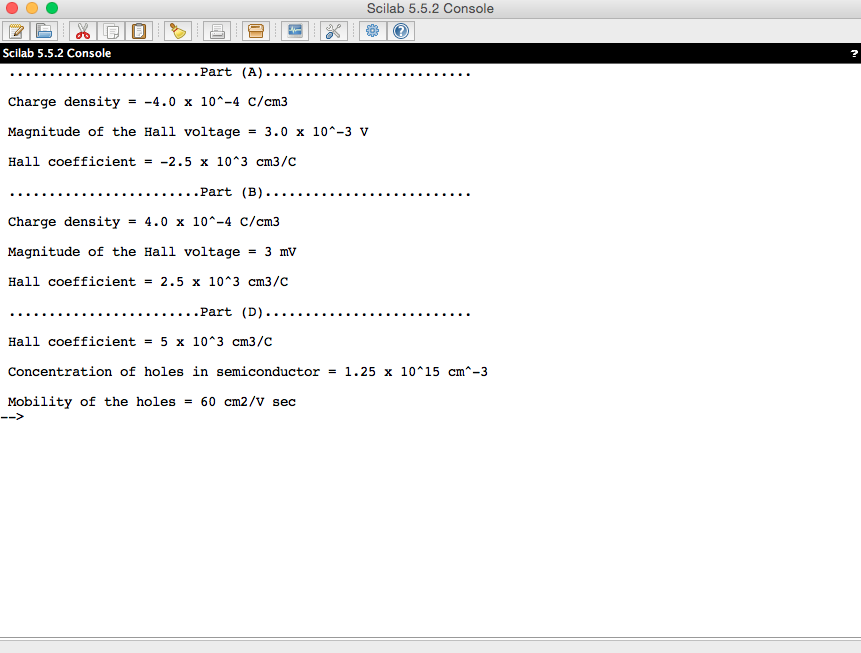 Scilab 5.5.2 Console
Scilab 5.5.2 Console ?
........................Part (A)..........................
Charge density = -4.0 x 10^-4 C/cm3
Magnitude of the Hall voltage = 3.0 x 10^-3 V
Hall coefficient = -2.5 x 10^3 cm3/C
........................Part (B)..........................
Charge density = 4.0 x 10^-4 C/cm3
Magnitude of the Hall voltage = 3 mV
Hall coefficient = 2.5 x 10^3 cm3/C
........................Part (D)..........................
Hall coefficient = 5 x 10^3 cm3/C
Concentration of holes in semiconductor = 1.25 x 10^15 cm^-3
Mobility of the holes = 60 cm2/V sec
-->